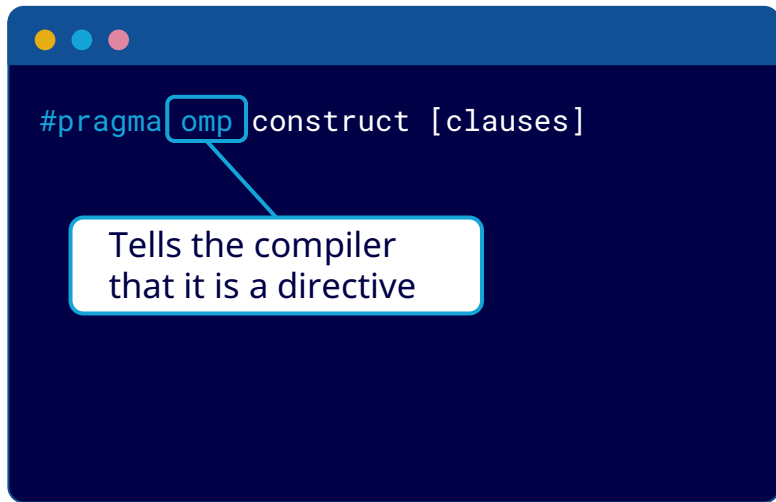 #pragma omp construct [clauses]
Tells the compiler
that it is a directive